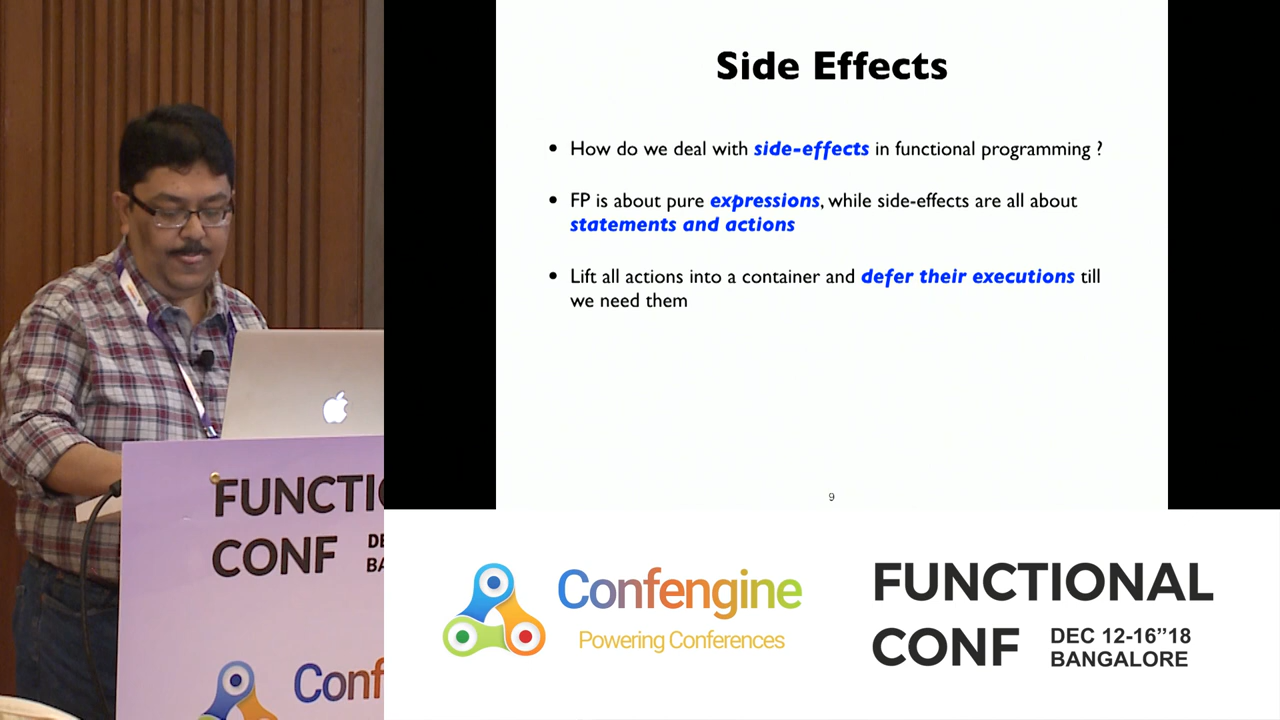 Side Effects
• How do we deal with side-effects in functional programming ?
• FP is about pure expressions, while side-effects are all about
statements and actions
• Lift all actions into a container and defer their executions till
we need them
9
FUNCTI
CONF DE
BA
Conf
Confengine
Powering Conferences
FUNCTIONAL
CONF DEC 12-16”18
BANGALORE